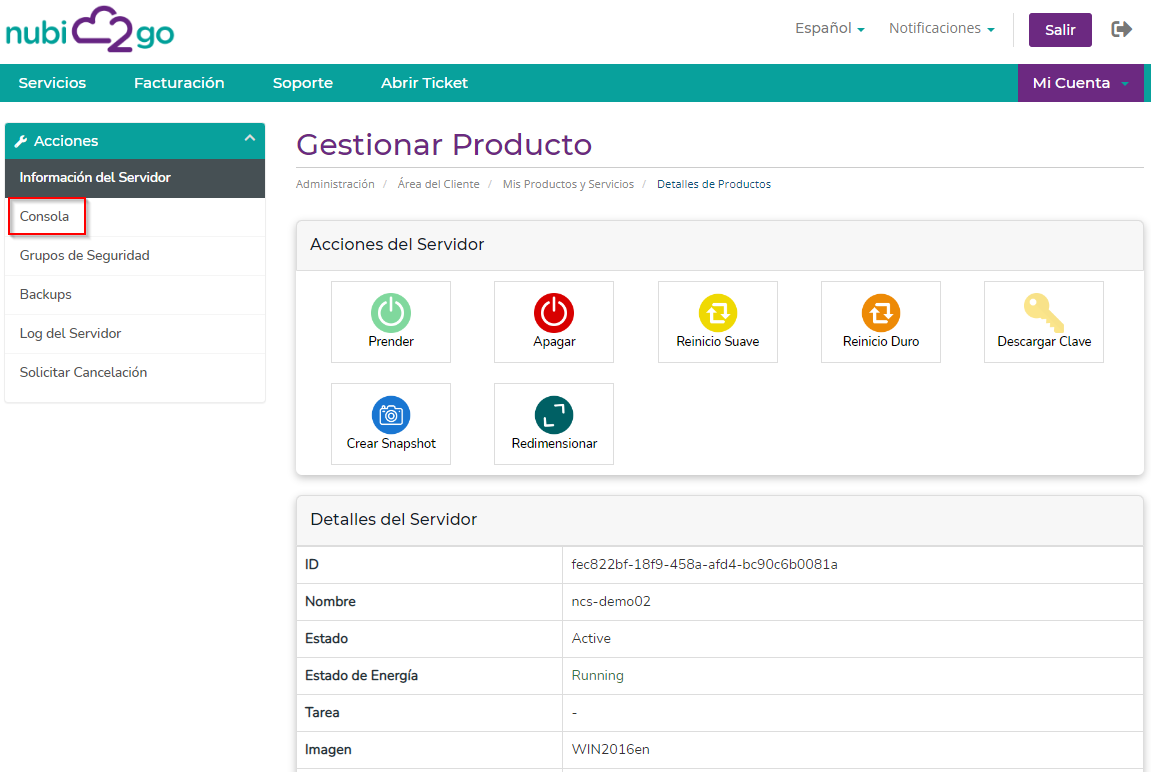 nubi2go
Español
Notificaciones
Salir
Servicios
Facturación
Soporte
Abrir Ticket
Mi Cuenta
Acciones
Información del Servidor
Consola
Grupos de Seguridad
Backups
Log del Servidor
Solicitar Cancelación
Gestionar Producto
Administración / Área del Cliente / Mis Productos y Servicios / Detalles de Productos
Acciones del Servidor
Prender
Apagar
Reinicio Suave
Reinicio Duro
Descargar Clave
Crear Snapshot
Redimensionar
Detalles del Servidor
ID fec822bf-18f9-458a-afd4-bc90c6b0081a
Nombre ncs-demo02
Estado Active
Estado de Energía Running
Tarea -
Imagen WIN2016en